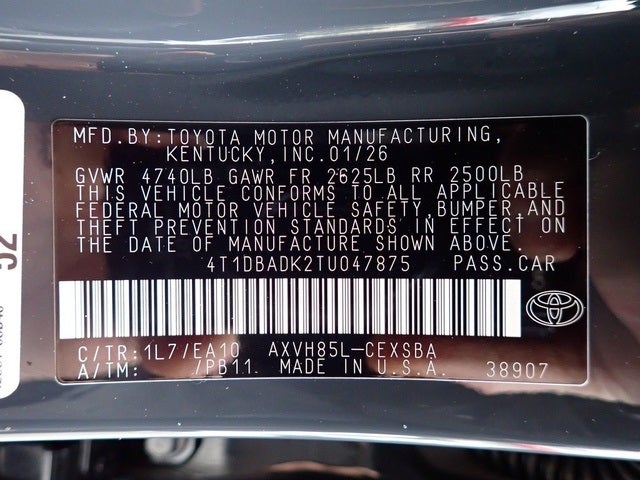 MFD.BY:TOYOTA MOTOR MANUFACTURING,
KENTUCKY,INC.01/26
GVWR 4740LB GAWR FR 2625LB RR 2500LB
THIS VEHICLE CONFORMS TO ALL APPLICABLE
FEDERAL MOTOR VEHICLE SAFETY,BUMPER,AND
THEFT PREVENTION STANDARDS IN EFFECT ON
THE DATE OF MANUFACTURE SHOWN ABOVE.
4T1DBADK2TU047875 PASS.CAR
C/TR:1L7/EA10 AXVH85L-CEXSBA
A/TM: /PB11 MADE IN U.S.A. 38907
52